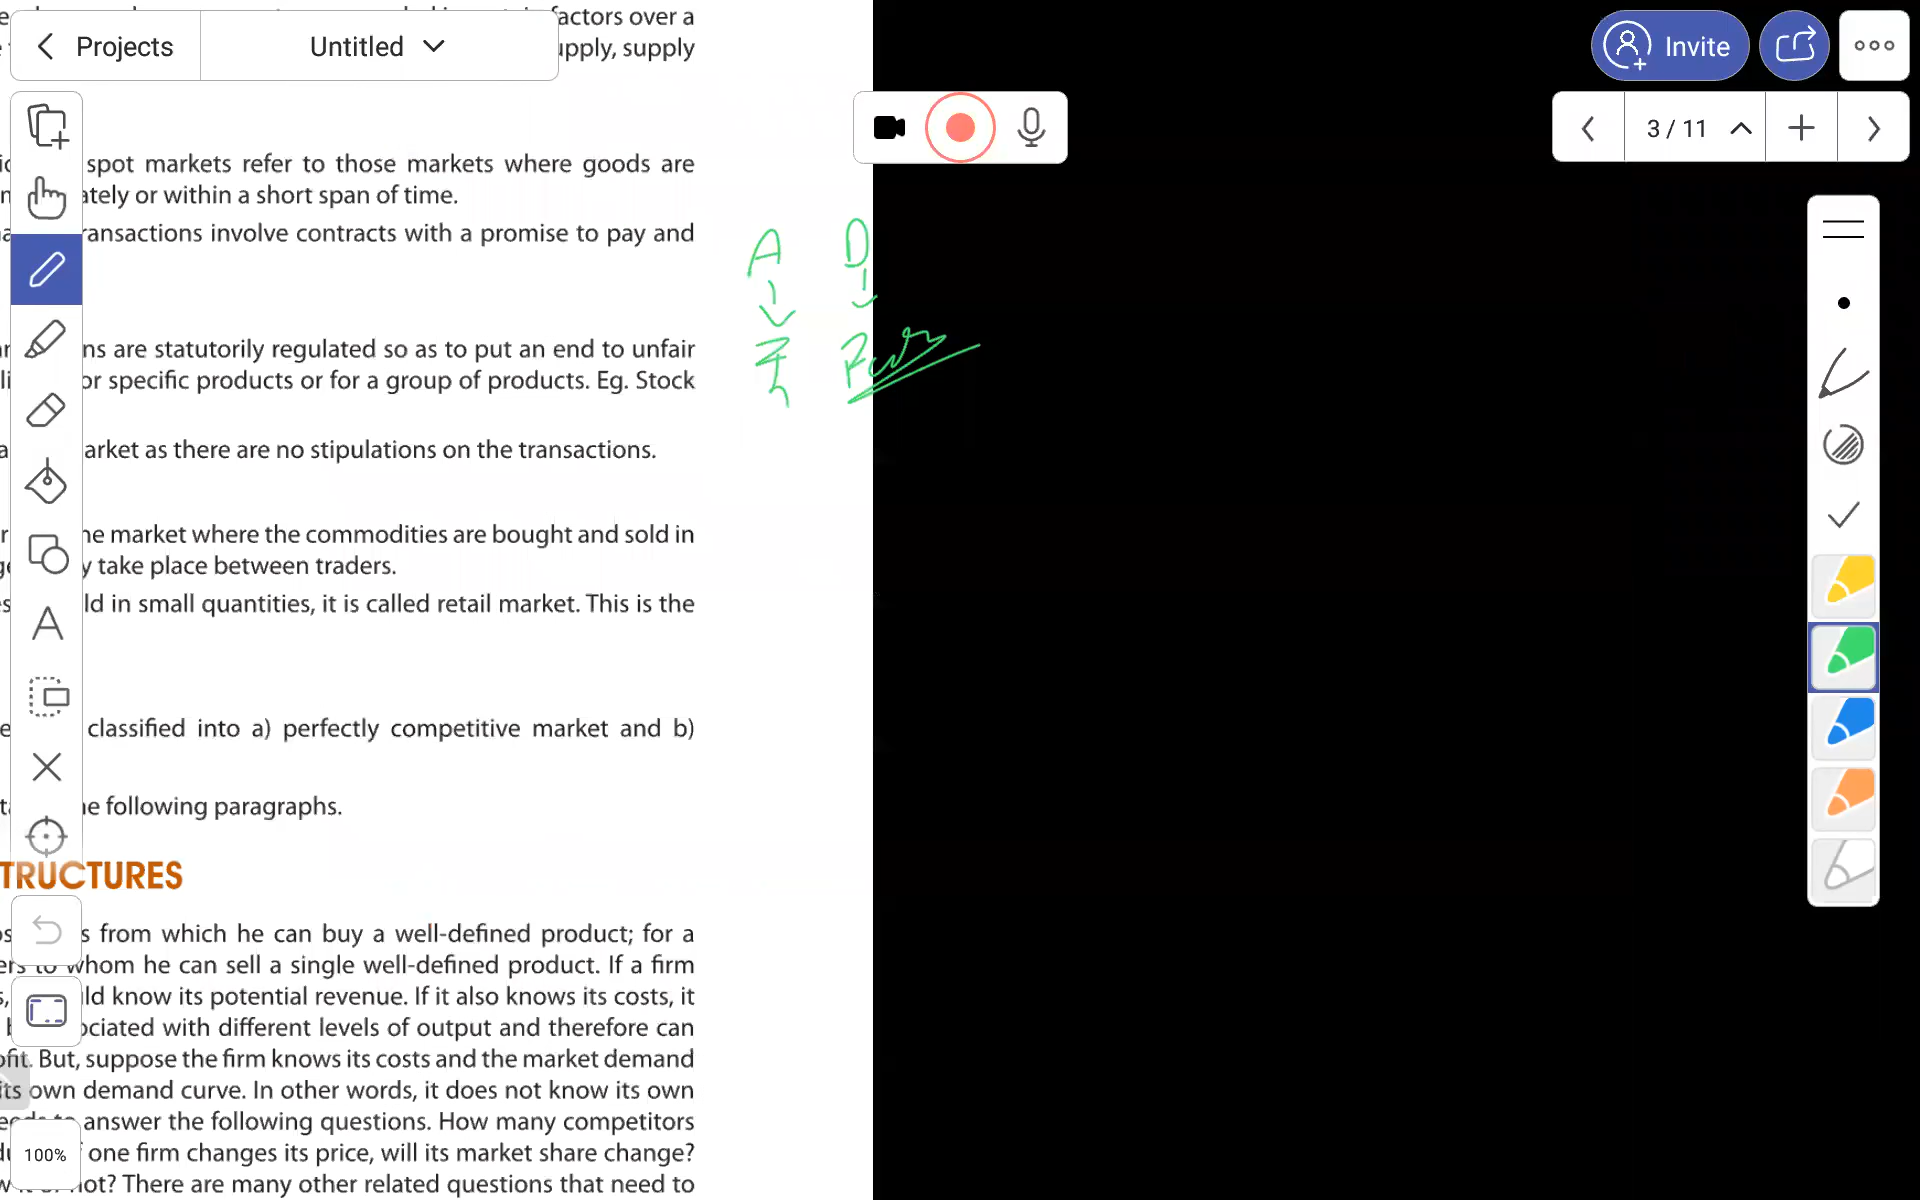 factors over a
Projects
Untitled
upply, supply
Invite
3 / 11
spot markets refer to those markets where goods are
ately or within a short span of time.
ansactions involve contracts with a promise to pay and
A D
ns are statutorily regulated so as to put an end to unfair
or specific products or for a group of products. Eg. Stock
arket as there are no stipulations on the transactions.
he market where the commodities are bought and sold in
y take place between traders.
ld in small quantities, it is called retail market. This is the
classified into a) perfectly competitive market and b)
he following paragraphs.
TRUCTURES
s from which he can buy a well-defined product; for a
whom he can sell a single well-defined product. If a firm
ld know its potential revenue. If it also knows its costs, it
ociated with different levels of output and therefore can
ofit. But, suppose the firm knows its costs and the market demand
its own demand curve. In other words, it does not know its own
answer the following questions. How many competitors
one firm changes its price, will its market share change?
not? There are many other related questions that need to
100%